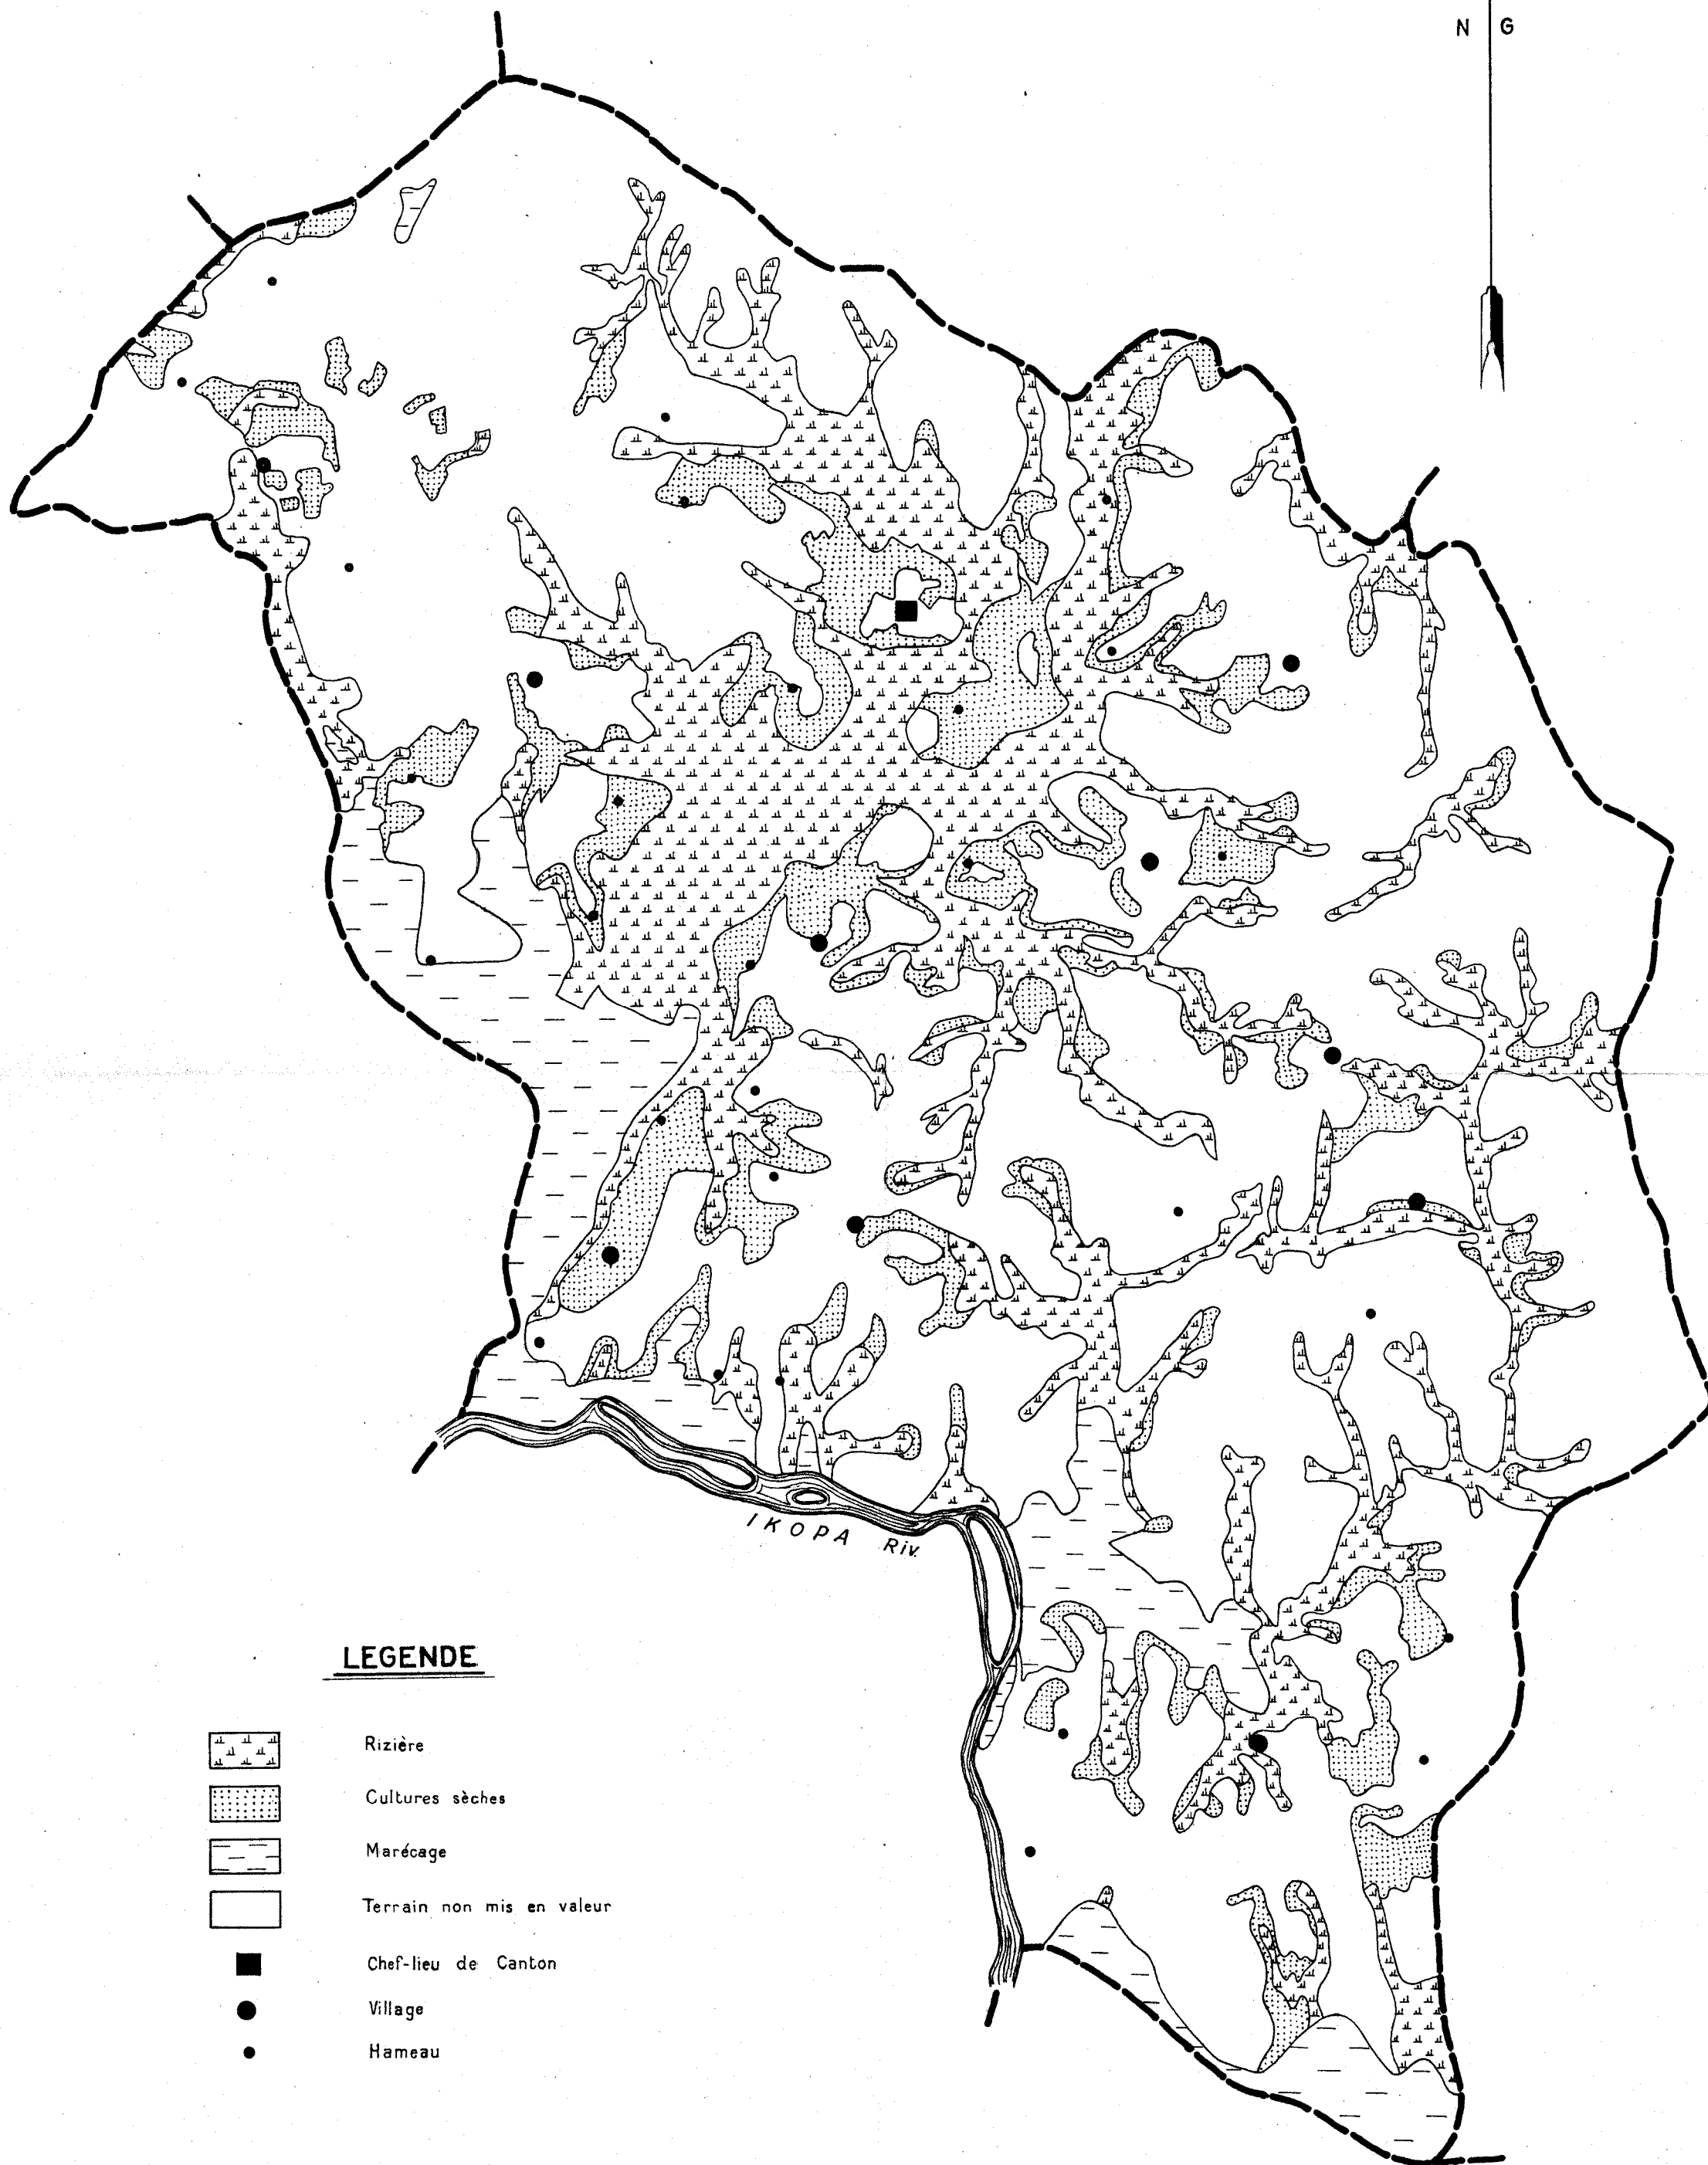 N G
IKOPA Riv.
LEGENDE
Rizière
Cultures sèches
Marécage
Terrain non mis en valeur
Chef-lieu de Canton
Village
Hameau